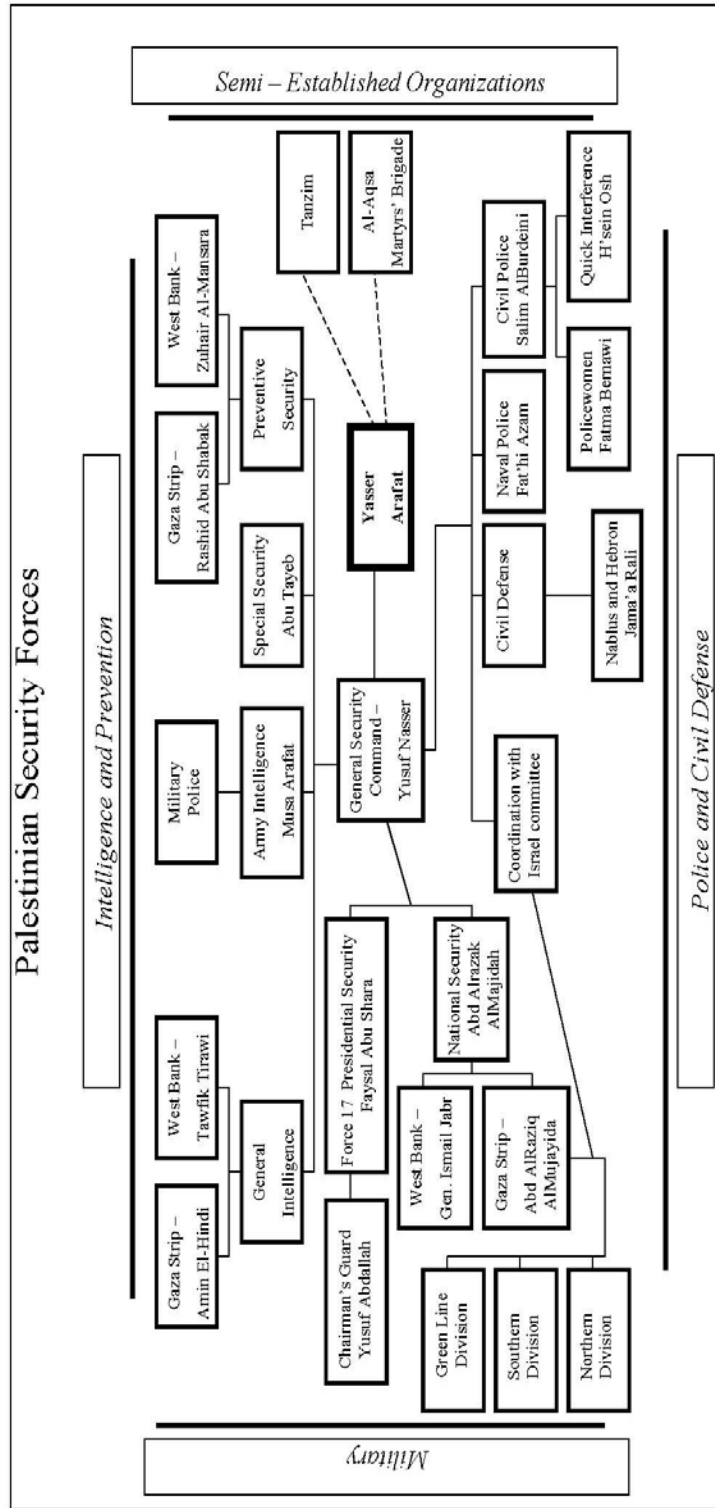 Palestinian Security Forces
Intelligence and Prevention
Gaza Strip –
Amin El-Hindi
West Bank –
Tawfik Tirawi
Military
Police
Gaza Strip –
Rashid Abu Shabak
West Bank –
Zuhair Al-Mansara
General
Intelligence
Army Intelligence
Musa Arafat
Special Security
Abu Tayeb
Preventive
Security
Semi – Established Organizations
Tanzim
Al-Aqsa
Martyrs' Brigade
Yasser
Arafat
General Security
Command –
Yusuf Nasser
Military
Chairman's Guard
Yusuf Abdallah
Force 17 Presidential Security
Faysal Abu Shara
National Security
Abd Alrazak
AlMajidah
West Bank –
Gen. Ismail Jabr
Gaza Strip –
Abd AlRaziq
AlMujayida
Green Line
Division
Southern
Division
Northern
Division
Coordination with
Israel committee
Civil Defense
Naval Police
Fat'hi Azam
Civil Police
Salim AlBurdeini
Nablus and Hebron
Jama'a Rali
Policewomen
Fatma Bernawi
Quick Interference
H'sein Osh
Police and Civil Defense